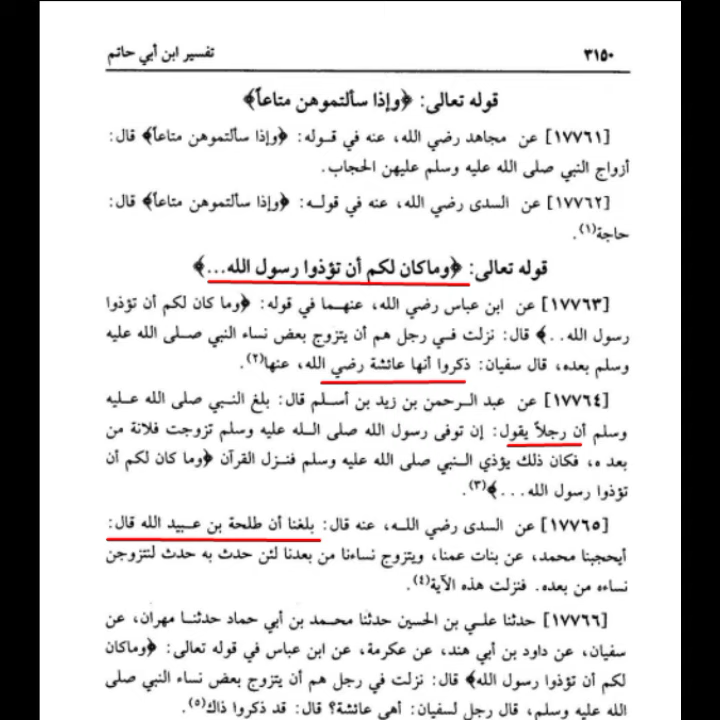 ٣١٥٠
تفسير ابن أبي حاتم
قوله تعالى: ﴿وإذا سألتموهن متاعاً﴾
[١٧٧٦١] عن مجاهد رضي الله، عنه في قوله: ﴿وإذا سألتموهن متاعاً﴾ قال:
أزواج النبي صلى الله عليه وسلم عليهن الحجاب.
[١٧٧٦٢] عن السدى رضي الله، عنه في قوله: ﴿وإذا سألتموهن متاعاً﴾ قال:
حاجة(١).
قوله تعالى: ﴿وماكان لكم أن تؤذوا رسول الله...﴾
[١٧٧٦٣] عن ابن عباس رضي الله، عنهما في قوله: ﴿وما كان لكم أن تؤذوا
رسول الله..﴾ قال: نزلت في رجل هم أن يتزوج بعض نساء النبي صلى الله عليه
وسلم بعده، قال سفيان: ذكروا أنها عائشة رضي الله، عنها(٢).
[١٧٧٦٤] عن عبد الرحمن بن زيد بن أسلم قال: بلغ النبي صلى الله عليه
وسلم أن رجلاً يقول: إن توفى رسول الله صلى الله عليه وسلم تزوجت فلانة من
بعد ه، فكان ذلك يؤذي النبي صلى الله عليه وسلم فنزل القرآن ﴿وما كان لكم أن
تؤذوا رسول الله...﴾(٣).
[١٧٧٦٥] عن السدى رضي الله، عنه قال: بلغنا أن طلحة بن عبيد الله قال:
أيحجبنا محمد، عن بنات عمنا، ويتزوج نساءنا من بعدنا لئن حدث به حدث لنتزوجن
نساءه من بعده. فنزلت هذه الآية(٤).
[١٧٧٦٦] حدثنا علي بن الحسين حدثنا محمد بن أبي حماد حدثنا مهران، عن
سفيان، عن داود بن أبي هند، عن عكرمة، عن ابن عباس في قوله تعالى: ﴿وماكان
لكم أن تؤذوا رسول الله﴾ قال: نزلت في رجل هم أن يتزوج بعض نساء النبي صلى
الله عليه وسلم، قال رجل لسفيان: أهي عائشة؟ قال: قد ذكروا ذاك(٥).